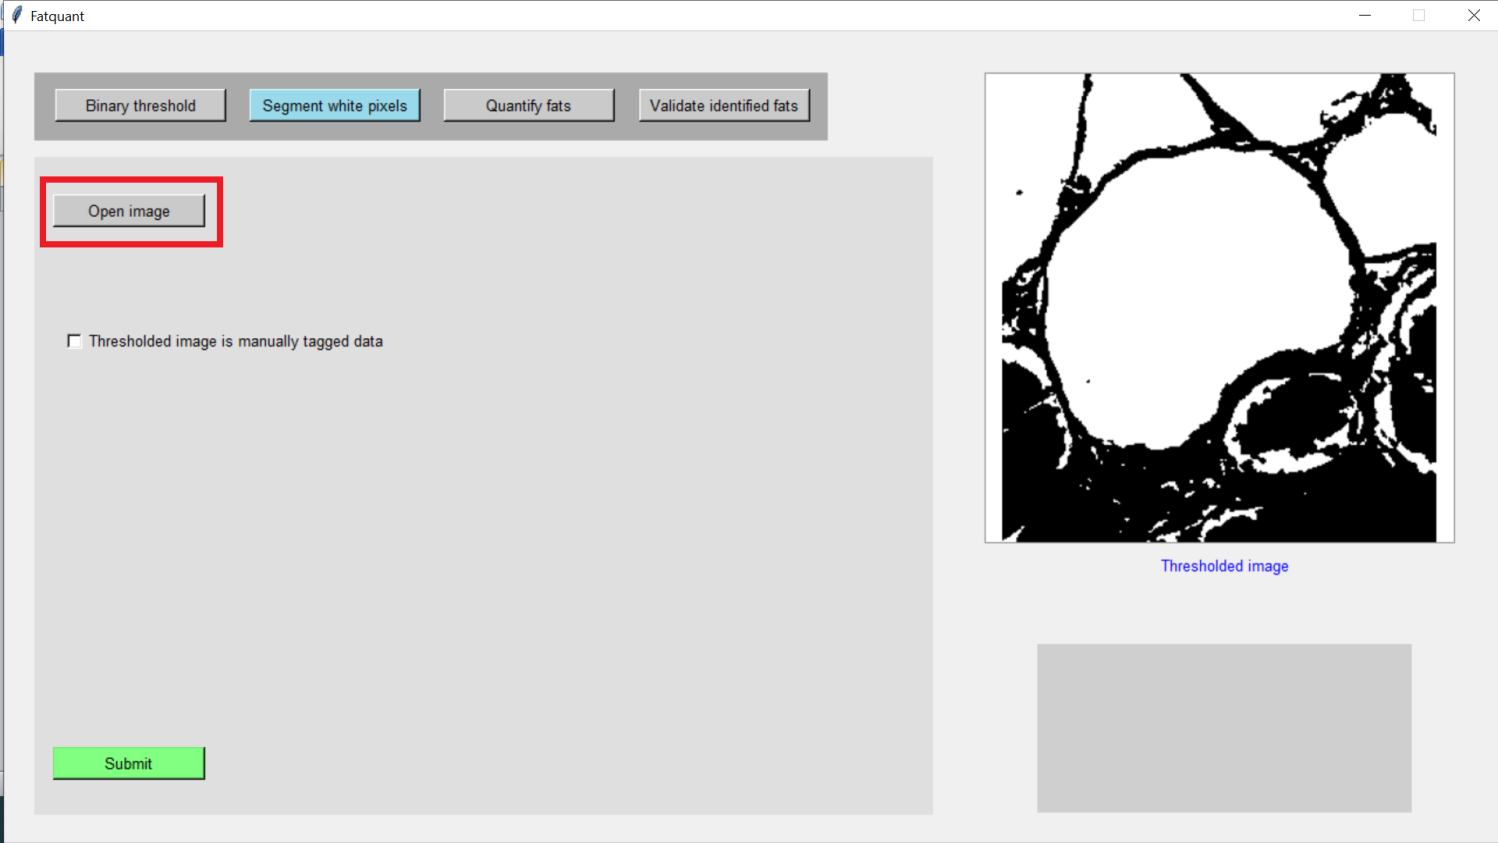 Fatquant
Binary threshold
Segment white pixels
Quantify fats
Validate identified fats
Open image
Thresholded image is manually tagged data
Submit
Thresholded image